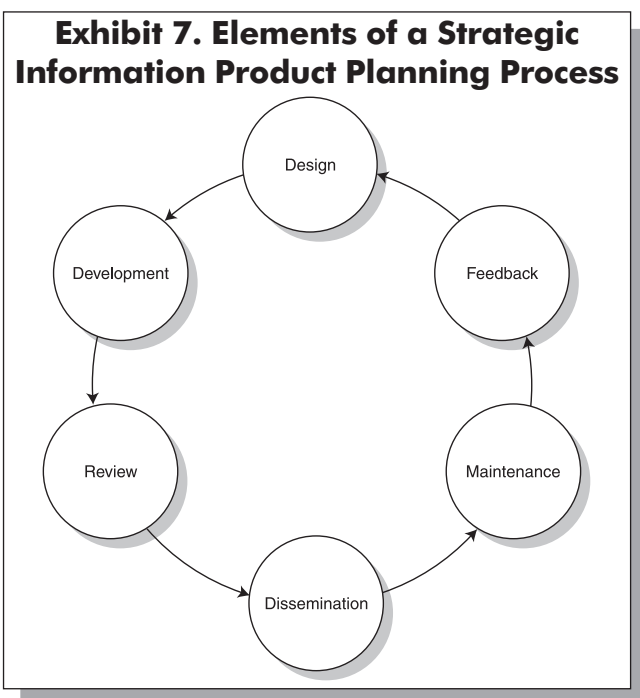 Exhibit 7. Elements of a Strategic
Information Product Planning Process
Design
Development
Feedback
Review
Maintenance
Dissemination